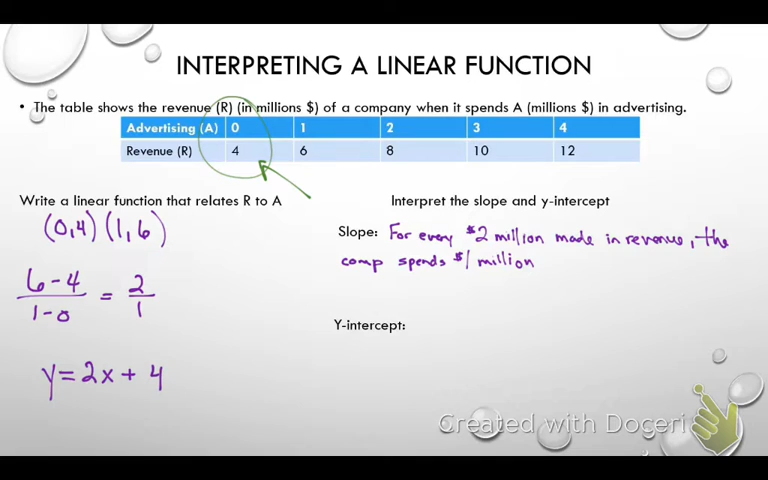 INTERPRETING A LINEAR FUNCTION
• The table shows the revenue (R) (in millions $) of a company when it spends A (millions $) in advertising.
Advertising (A) 0 1 2 3 4
Revenue (R) 4 6 8 10 12
Write a linear function that relates R to A
Interpret the slope and y-intercept
(0,4) (1,6)
6-4 / 1-0 = 2 / 1
y = 2x + 4
Slope: For every $2 million made in revenue, the
comp spends $1 million
Y-intercept:
Created with Doceri